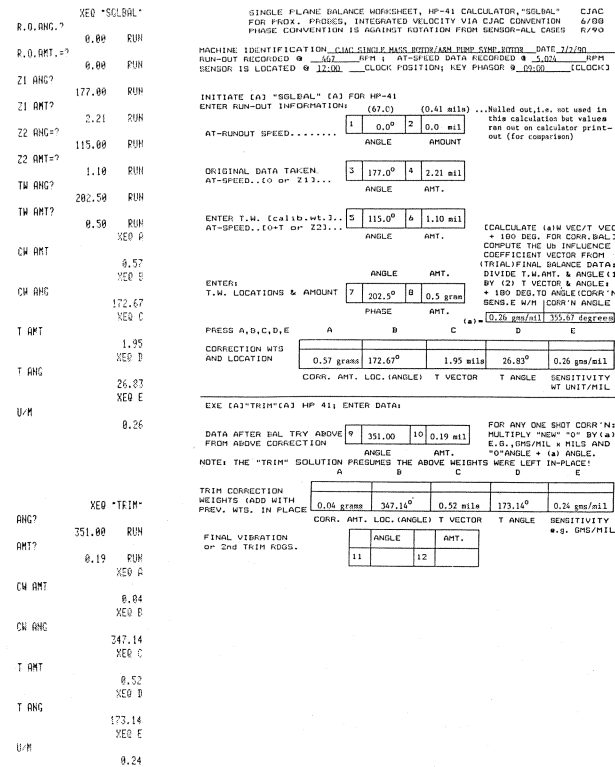 XEQ "SGLBAL"
R.O.ANG.?
0.00 RUN
R.O.AMT.=?
0.00 RUN
Z1 ANG?
177.00 RUN
Z1 AMT?
2.21 RUN
Z2 ANG=?
115.00 RUN
Z2 AMT=?
1.10 RUN
TW ANG?
202.50 RUN
TW AMT?
0.50 RUN
XEQ A
CW AMT
0.57
XEQ B
CW ANG
172.67
XEQ C
T AMT
1.95
XEQ D
T ANG
26.83
XEQ E
U/M
0.26
XEQ "TRIM"
ANG?
351.00 RUN
AMT?
0.19 RUN
XEQ A
CW AMT
0.04
XEQ B
CW ANG
347.14
XEQ C
T AMT
0.52
XEQ D
T ANG
173.14
XEQ E
U/M
0.24
SINGLE PLANE BALANCE WORKSHEET, HP-41 CALCULATOR,"SGLBAL" CJAC
FOR PROX. PROBES, INTEGRATED VELOCITY VIA CJAC CONVENTION 6/88
PHASE CONVENTION IS AGAINST ROTATION FROM SENSOR-ALL CASES R/90
MACHINE IDENTIFICATION CJAC SINGLE MASS ROTOR/ASM PUMP SYMP.ROTOR DATE 7/2/90
RUN-OUT RECORDED @ 467 RPM ; AT-SPEED DATA RECORDED @ 5,024 RPM
SENSOR IS LOCATED @ 12:00 CLOCK POSITION; KEY PHASOR @ 09:00 [CLOCK]
INITIATE [A] "SGLBAL" [A] FOR HP-41
ENTER RUN-OUT INFORMATION:
(67.0) (0.41 mils) ...Nulled out,i.e. not used in
this calculation but values
ran out on calculator print-
out (for comparison)
AT-RUNOUT SPEED........ 1 0.0° 2 0.0 mil
ANGLE AMOUNT
ORIGINAL DATA TAKEN
AT-SPEED..[O or Z1]... 3 177.0° 4 2.21 mil
ANGLE AMT.
ENTER T.W. [calib.wt.]..
AT-SPEED..[O+T or Z2]... 5 115.0° 6 1.10 mil
ANGLE AMT.
[CALCULATE (a)W VEC/T VEC
+ 180 DEG. FOR CORR.BAL]
COMPUTE THE Ub INFLUENCE
COEFFICIENT VECTOR FROM
(TRIAL)FINAL BALANCE DATA:
DIVIDE T.W.AMT. & ANGLE(1
BY (2) T VECTOR & ANGLE;
+ 180 DEG.TO ANGLE(CORR'N
SENS.E W/M CORR'N ANGLE
(a)= 0.26 gms/mil 355.67 degrees
ANGLE AMT.
ENTER:
T.W. LOCATIONS & AMOUNT 7 202.5° 8 0.5 gram
PHASE AMT.
PRESS A,B,C,D,E A B C D E
CORRECTION WTS
AND LOCATION 0.57 grams 172.67° 1.95 mils 26.83° 0.26 gms/mil
CORR. AMT. LOC.(ANGLE) T VECTOR T ANGLE SENSITIVITY
WT UNIT/MIL
EXE [A]"TRIM"[A] HP 41; ENTER DATA:
DATA AFTER BAL TRY ABOVE
FROM ABOVE CORRECTION 9 351.00 10 0.19 mil
ANGLE AMT.
FOR ANY ONE SHOT CORR'N:
MULTIPLY "NEW" "O" BY(a)
E.G.,GMS/MIL x MILS AND
"O"ANGLE + (a) ANGLE.
NOTE: THE "TRIM" SOLUTION PRESUMES THE ABOVE WEIGHTS WERE LEFT IN-PLACE!
A B C D E
TRIM CORRECTION
WEIGHTS (ADD WITH
PREV. WTS. IN PLACE 0.04 grams 347.14° 0.52 mils 173.14° 0.24 gms/mil
CORR. AMT. LOC.(ANGLE) T VECTOR T ANGLE SENSITIVITY
e.g. GMS/MIL
FINAL VIBRATION
or 2nd TRIM RDGS.
ANGLE AMT.
11 12